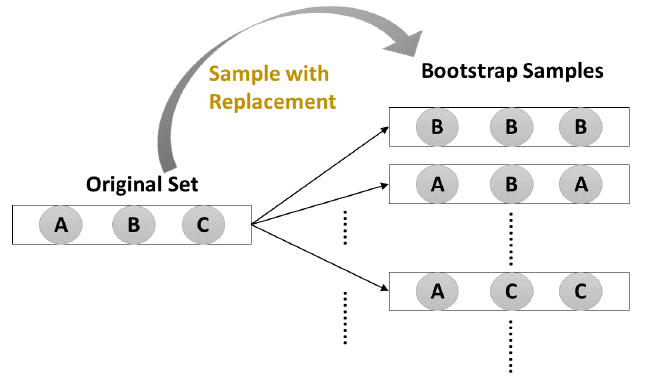 Sample with
Replacement
Bootstrap Samples
B B B
Original Set
A B A
A B C
A C C